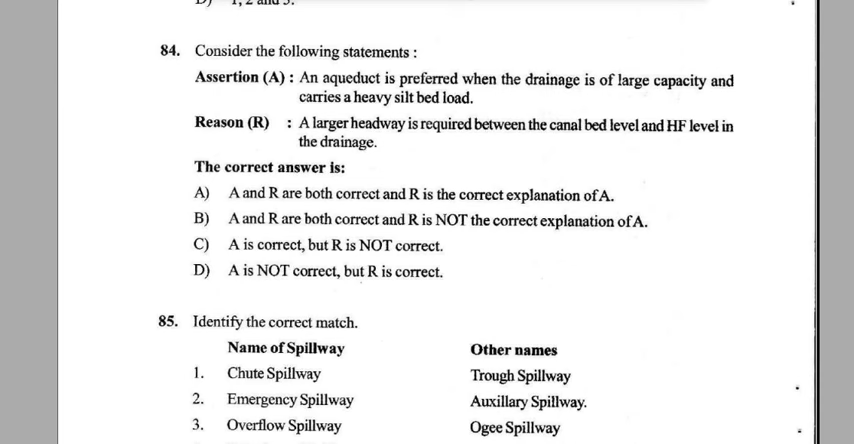 D) 1, 2 and 3.
84. Consider the following statements :
Assertion (A) : An aqueduct is preferred when the drainage is of large capacity and
carries a heavy silt bed load.
Reason (R) : A larger headway is required between the canal bed level and HF level in
the drainage.
The correct answer is:
A) A and R are both correct and R is the correct explanation of A.
B) A and R are both correct and R is NOT the correct explanation of A.
C) A is correct, but R is NOT correct.
D) A is NOT correct, but R is correct.
85. Identify the correct match.
Name of Spillway Other names
1. Chute Spillway Trough Spillway
2. Emergency Spillway Auxillary Spillway.
3. Overflow Spillway Ogee Spillway